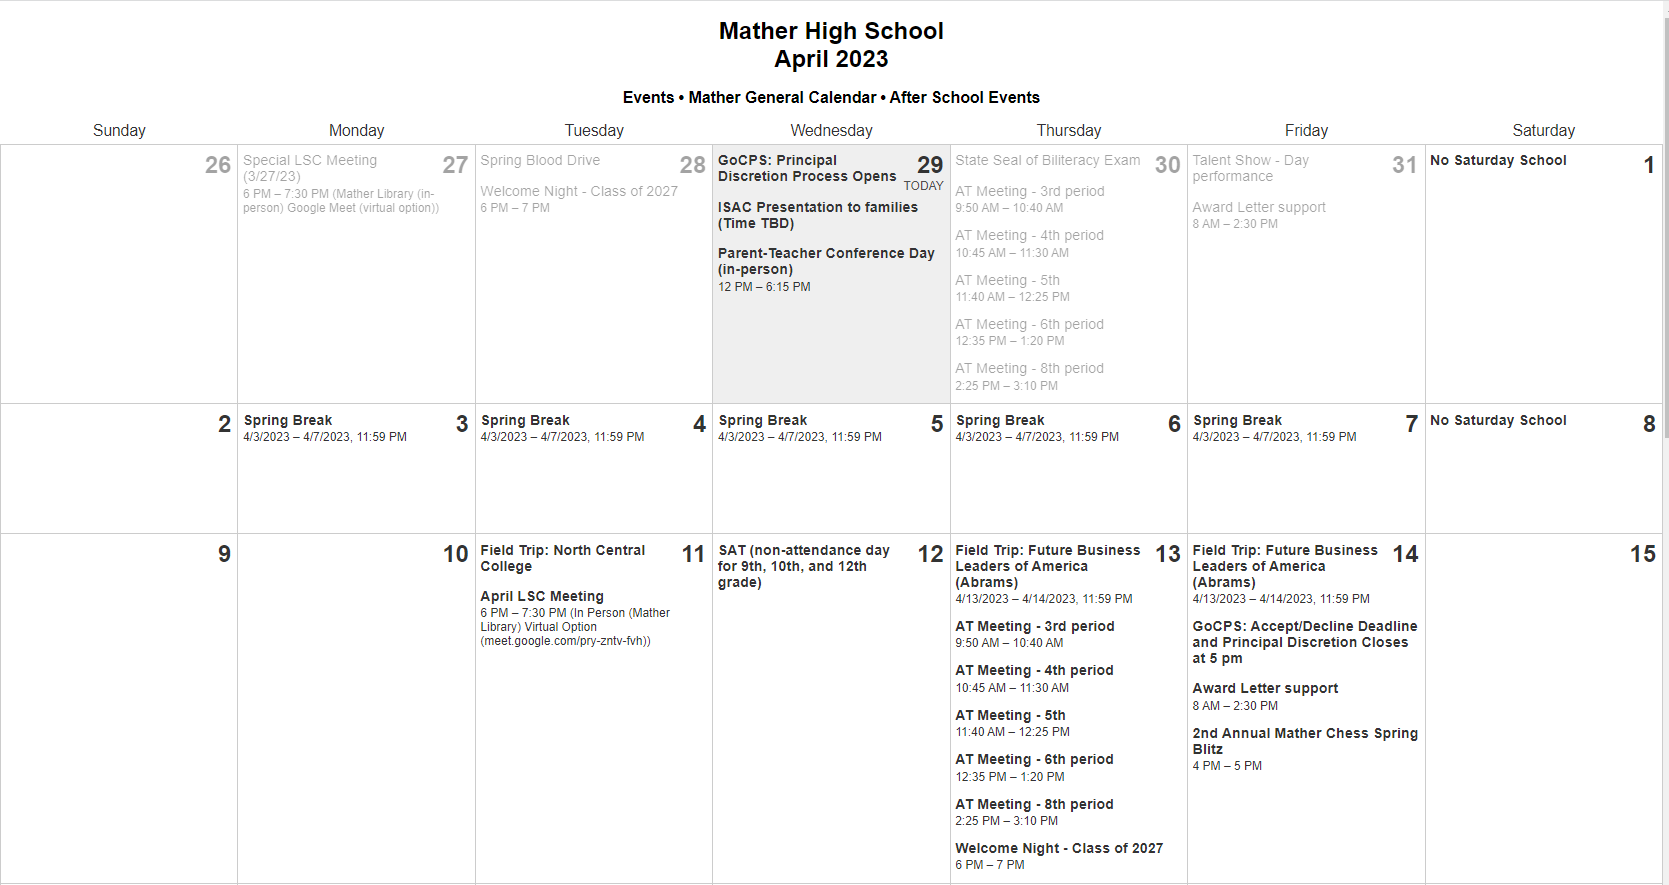 Mather High School
April 2023
Events • Mather General Calendar • After School Events
Sunday
Monday
Tuesday
Wednesday
Thursday
Friday
Saturday
26
27
Special LSC Meeting
(3/27/23)
6 PM – 7:30 PM (Mather Library (in-
person) Google Meet (virtual option))
28
Spring Blood Drive
Welcome Night - Class of 2027
6 PM – 7 PM
29
TODAY
GoCPS: Principal
Discretion Process Opens
ISAC Presentation to families
(Time TBD)
Parent-Teacher Conference Day
(in-person)
12 PM – 6:15 PM
30
State Seal of Biliteracy Exam
AT Meeting - 3rd period
9:50 AM – 10:40 AM
AT Meeting - 4th period
10:45 AM – 11:30 AM
AT Meeting - 5th
11:40 AM – 12:25 PM
AT Meeting - 6th period
12:35 PM – 1:20 PM
AT Meeting - 8th period
2:25 PM – 3:10 PM
31
Talent Show - Day
performance
Award Letter support
8 AM – 2:30 PM
1
No Saturday School
2
3
Spring Break
4/3/2023 – 4/7/2023, 11:59 PM
4
Spring Break
4/3/2023 – 4/7/2023, 11:59 PM
5
Spring Break
4/3/2023 – 4/7/2023, 11:59 PM
6
Spring Break
4/3/2023 – 4/7/2023, 11:59 PM
7
Spring Break
4/3/2023 – 4/7/2023, 11:59 PM
8
No Saturday School
9
10
11
Field Trip: North Central
College
April LSC Meeting
6 PM – 7:30 PM (In Person (Mather
Library) Virtual Option
(meet.google.com/pry-zntv-fvh))
12
SAT (non-attendance day
for 9th, 10th, and 12th
grade)
13
Field Trip: Future Business
Leaders of America
(Abrams)
4/13/2023 – 4/14/2023, 11:59 PM
AT Meeting - 3rd period
9:50 AM – 10:40 AM
AT Meeting - 4th period
10:45 AM – 11:30 AM
AT Meeting - 5th
11:40 AM – 12:25 PM
AT Meeting - 6th period
12:35 PM – 1:20 PM
AT Meeting - 8th period
2:25 PM – 3:10 PM
Welcome Night - Class of 2027
6 PM – 7 PM
14
Field Trip: Future Business
Leaders of America
(Abrams)
4/13/2023 – 4/14/2023, 11:59 PM
GoCPS: Accept/Decline Deadline
and Principal Discretion Closes
at 5 pm
Award Letter support
8 AM – 2:30 PM
2nd Annual Mather Chess Spring
Blitz
4 PM – 5 PM
15